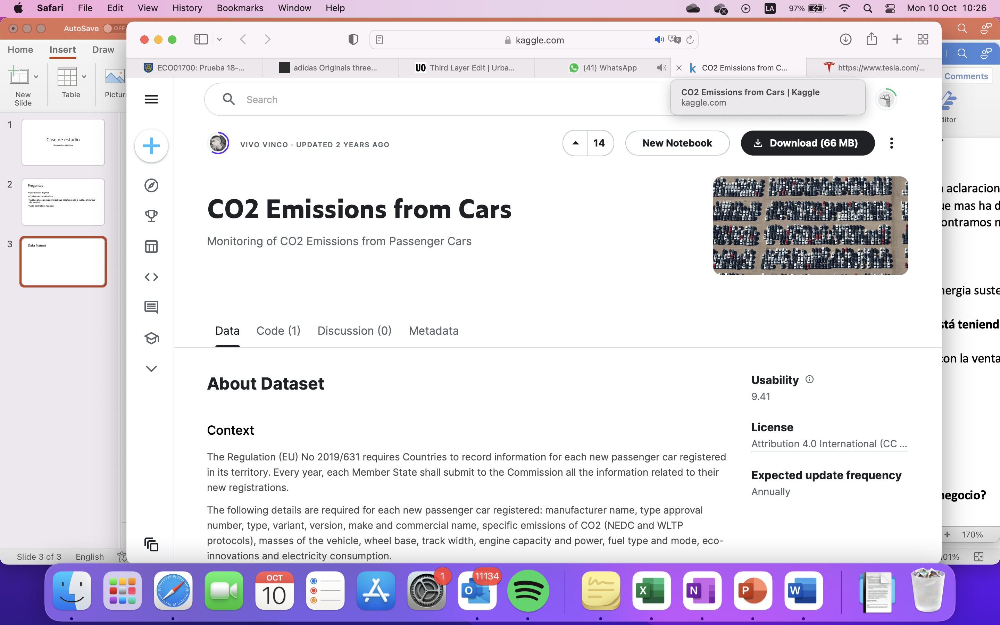 Safari File Edit View History Bookmarks Window Help
LA 97% Mon 10 Oct 10:26
AutoSave OFF
kaggle.com
Home Insert Draw
ECO01700: Prueba 18-... adidas Originals three... UO Third Layer Edit | Urba... (41) WhatsApp k CO2 Emissions from C... https://www.tesla.com/...
Comments
New
Slide
Table
Pictur
CO2 Emissions from Cars | Kaggle
kaggle.com
Search
ditor
1
Caso de estudio
Automóviles eléctricos
VIVO VINCO · UPDATED 2 YEARS AGO
14
New Notebook
Download (66 MB)
2
Preguntas
• Qué hace el negocio
• Cuáles son sus objetivos
• Cuál es el problema principal que esta teniendo o cuál es el motivo
del analisis
• Ciclo normal del negocio
aclaracion
ue mas ha d
ontramos n
CO2 Emissions from Cars
Monitoring of CO2 Emissions from Passenger Cars
3
Data frames
nergia suste
stá teniend
con la venta
Data Code (1) Discussion (0) Metadata
About Dataset
Usability
9.41
Context
License
Attribution 4.0 International (CC ...
The Regulation (EU) No 2019/631 requires Countries to record information for each new passenger car registered
in its territory. Every year, each Member State shall submit to the Commission all the information related to their
new registrations.
Expected update frequency
Annually
negocio?
The following details are required for each new passenger car registered: manufacturer name, type approval
number, type, variant, version, make and commercial name, specific emissions of CO2 (NEDC and WLTP
protocols), masses of the vehicle, wheel base, track width, engine capacity and power, fuel type and mode, eco-
innovations and electricity consumption.
170%
Slide 3 of 3 English
01%
OCT
10
1
11134
O
X
N
P
W